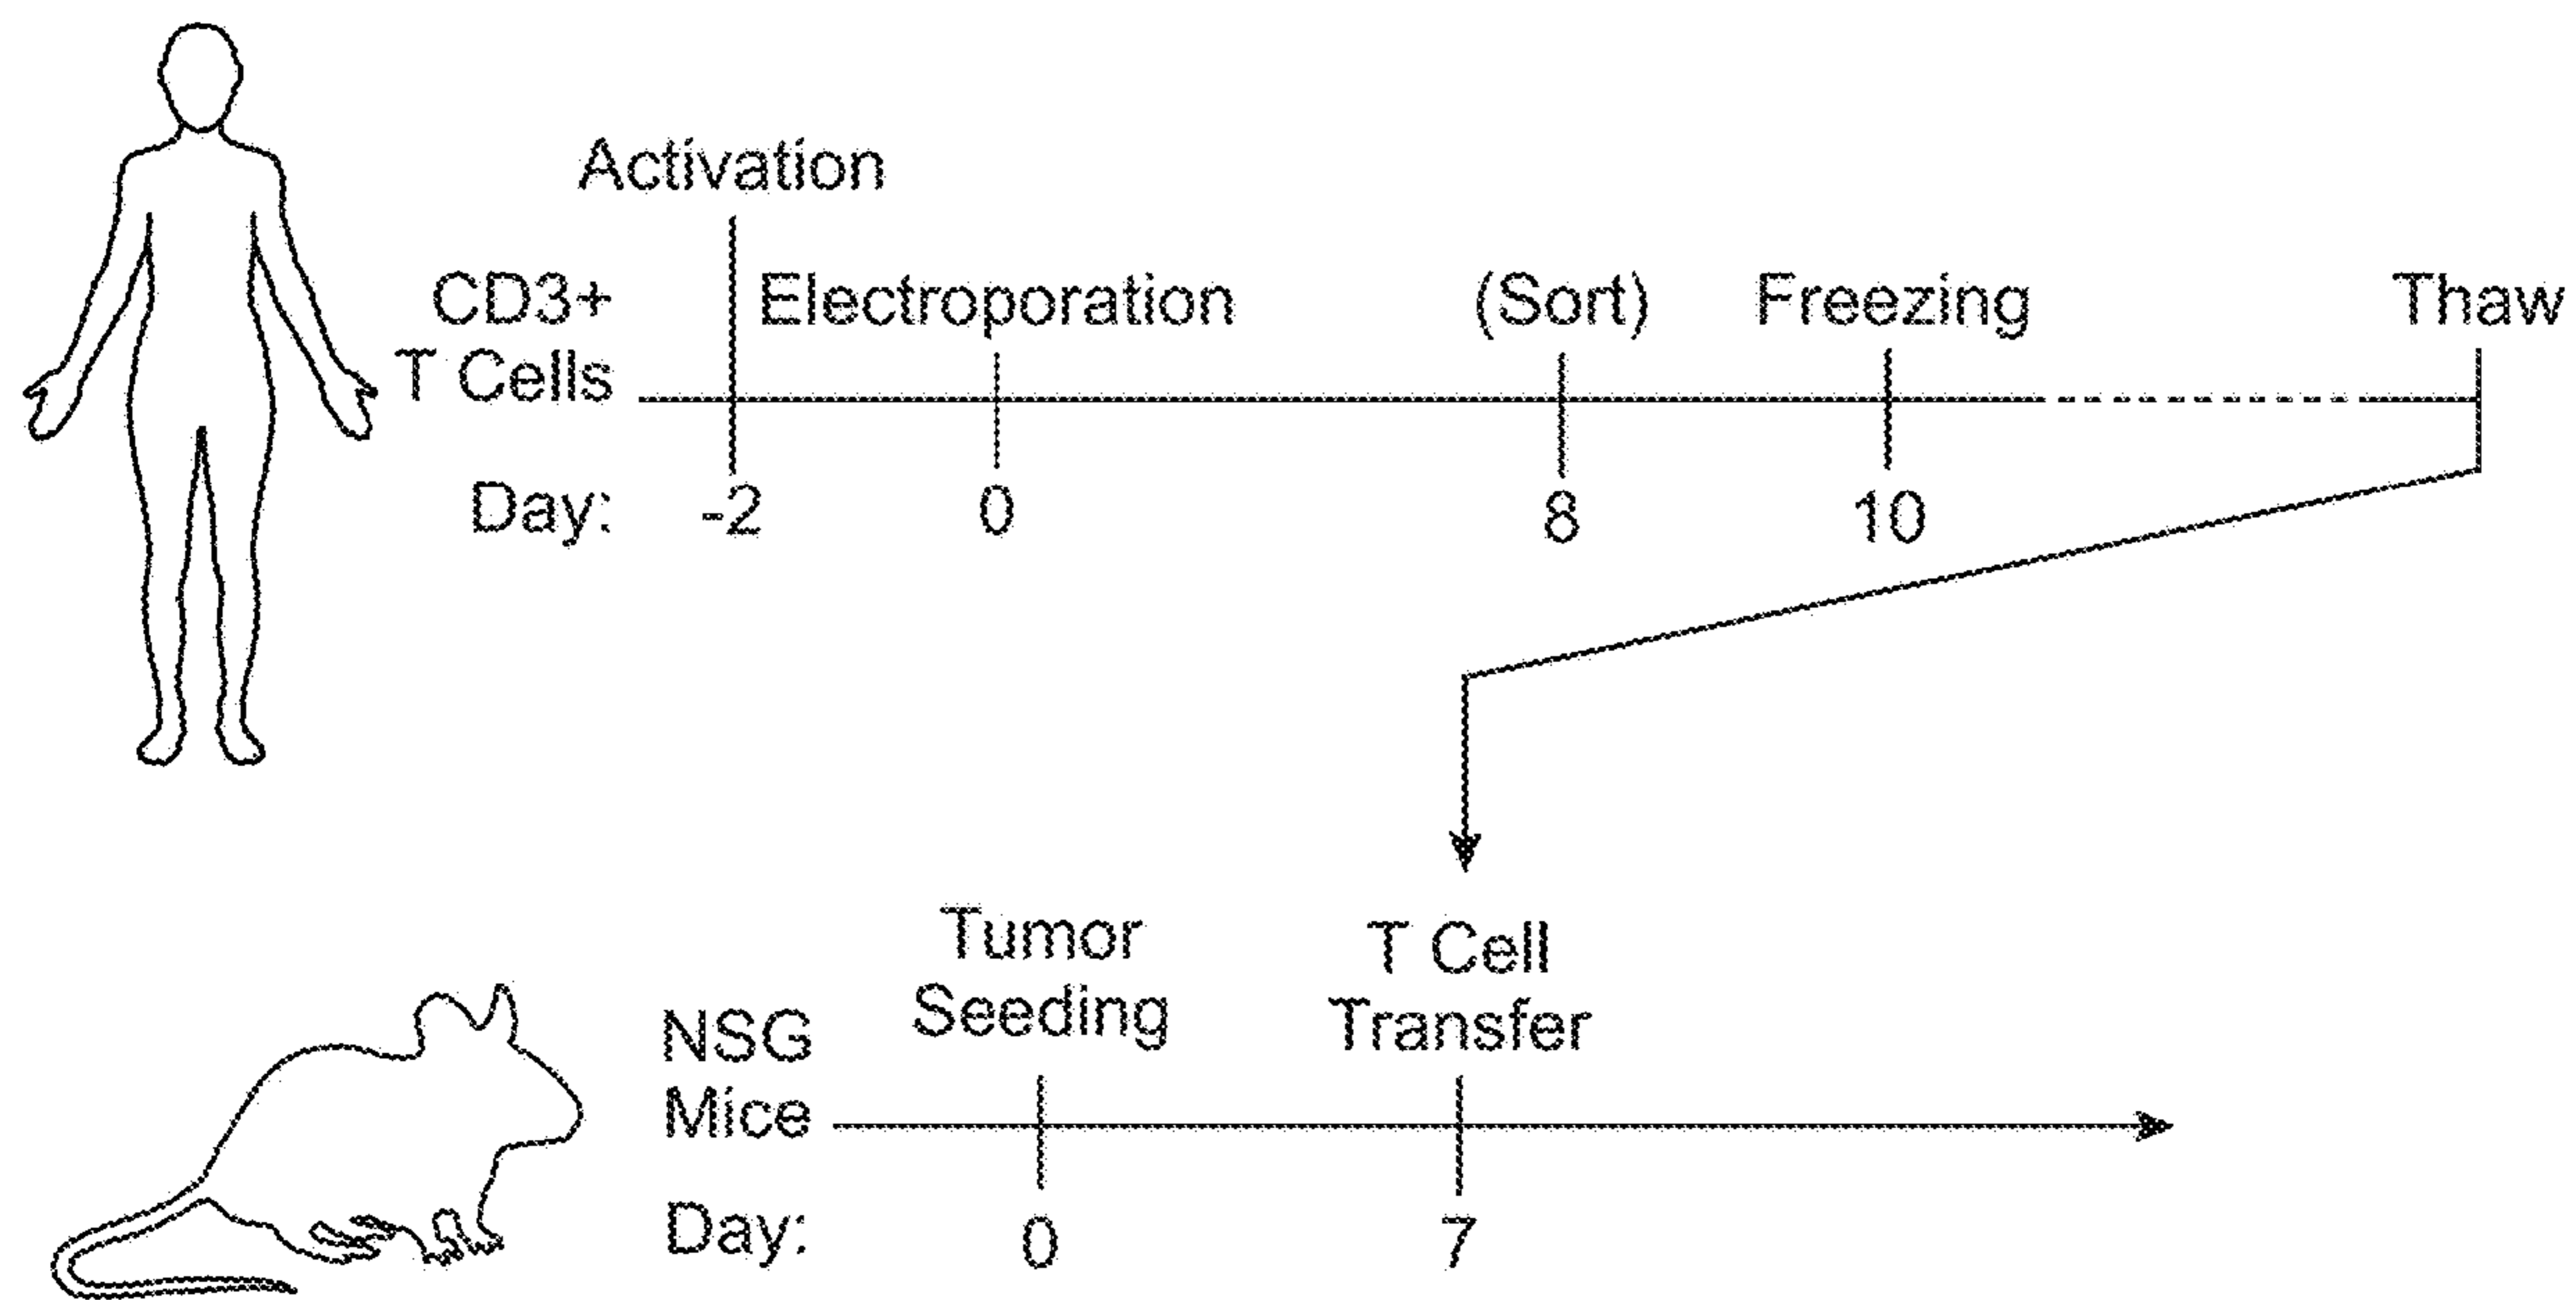 Activation
CD3+
T Cells
Electroporation
(Sort)
Freezing
Thaw
Day:
-2
0
8
10
Tumor
Seeding
T Cell
Transfer
NSG
Mice
Day:
0
7